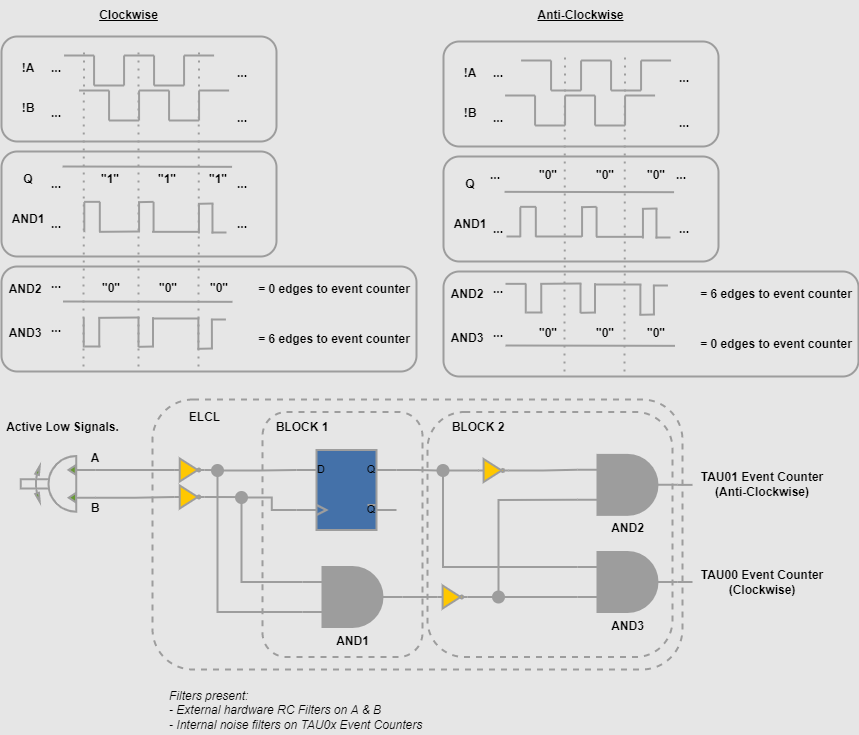 Clockwise
Anti-Clockwise
!A ... ...
!B ... ...
!A ... ...
!B ... ...
Q ... "1" "1" "1" ...
AND1 ... ...
Q ... "0" "0" "0" ...
AND1 ... ...
AND2 ... "0" "0" "0" = 0 edges to event counter
AND3 ... = 6 edges to event counter
AND2 ... = 6 edges to event counter
AND3 ... "0" "0" "0" = 0 edges to event counter
Active Low Signals.
ELCL
BLOCK 1
BLOCK 2
A
B
D Q
Q
AND1
AND2
AND3
TAU01 Event Counter
(Anti-Clockwise)
TAU00 Event Counter
(Clockwise)
Filters present:
- External hardware RC Filters on A & B
- Internal noise filters on TAU0x Event Counters